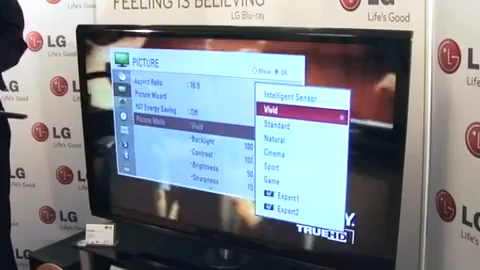 FEELING IS BELIEVING
LG Blu-ray
LG
Life's Good
PICTURE
Move OK
Aspect Ratio : 16:9
Picture Wizard
Energy Saving : Off
Picture Mode : Vivid
Backlight 100
Contrast 100
Brightness 50
Sharpness 70
Intelligent Sensor
Vivid
Standard
Natural
Cinema
Sport
Game
Expert1
Expert2
TRUEHD
LG
LG
Life's Good
LG
Life's Good
LG
LG
Life's Good
LG
Life's Good
LG
LG
Life's Good